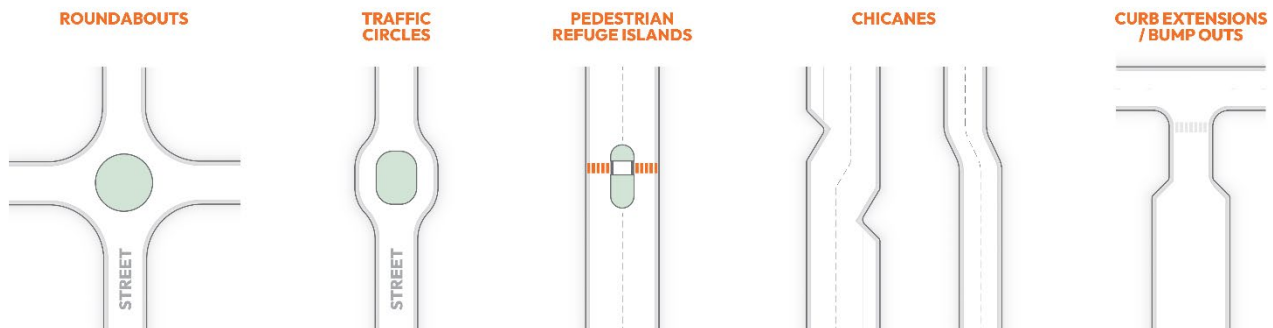 ROUNDABOUTS
TRAFFIC
CIRCLES
PEDESTRIAN
REFUGE ISLANDS
CHICANES
CURB EXTENSIONS
/ BUMP OUTS
STREET
STREET